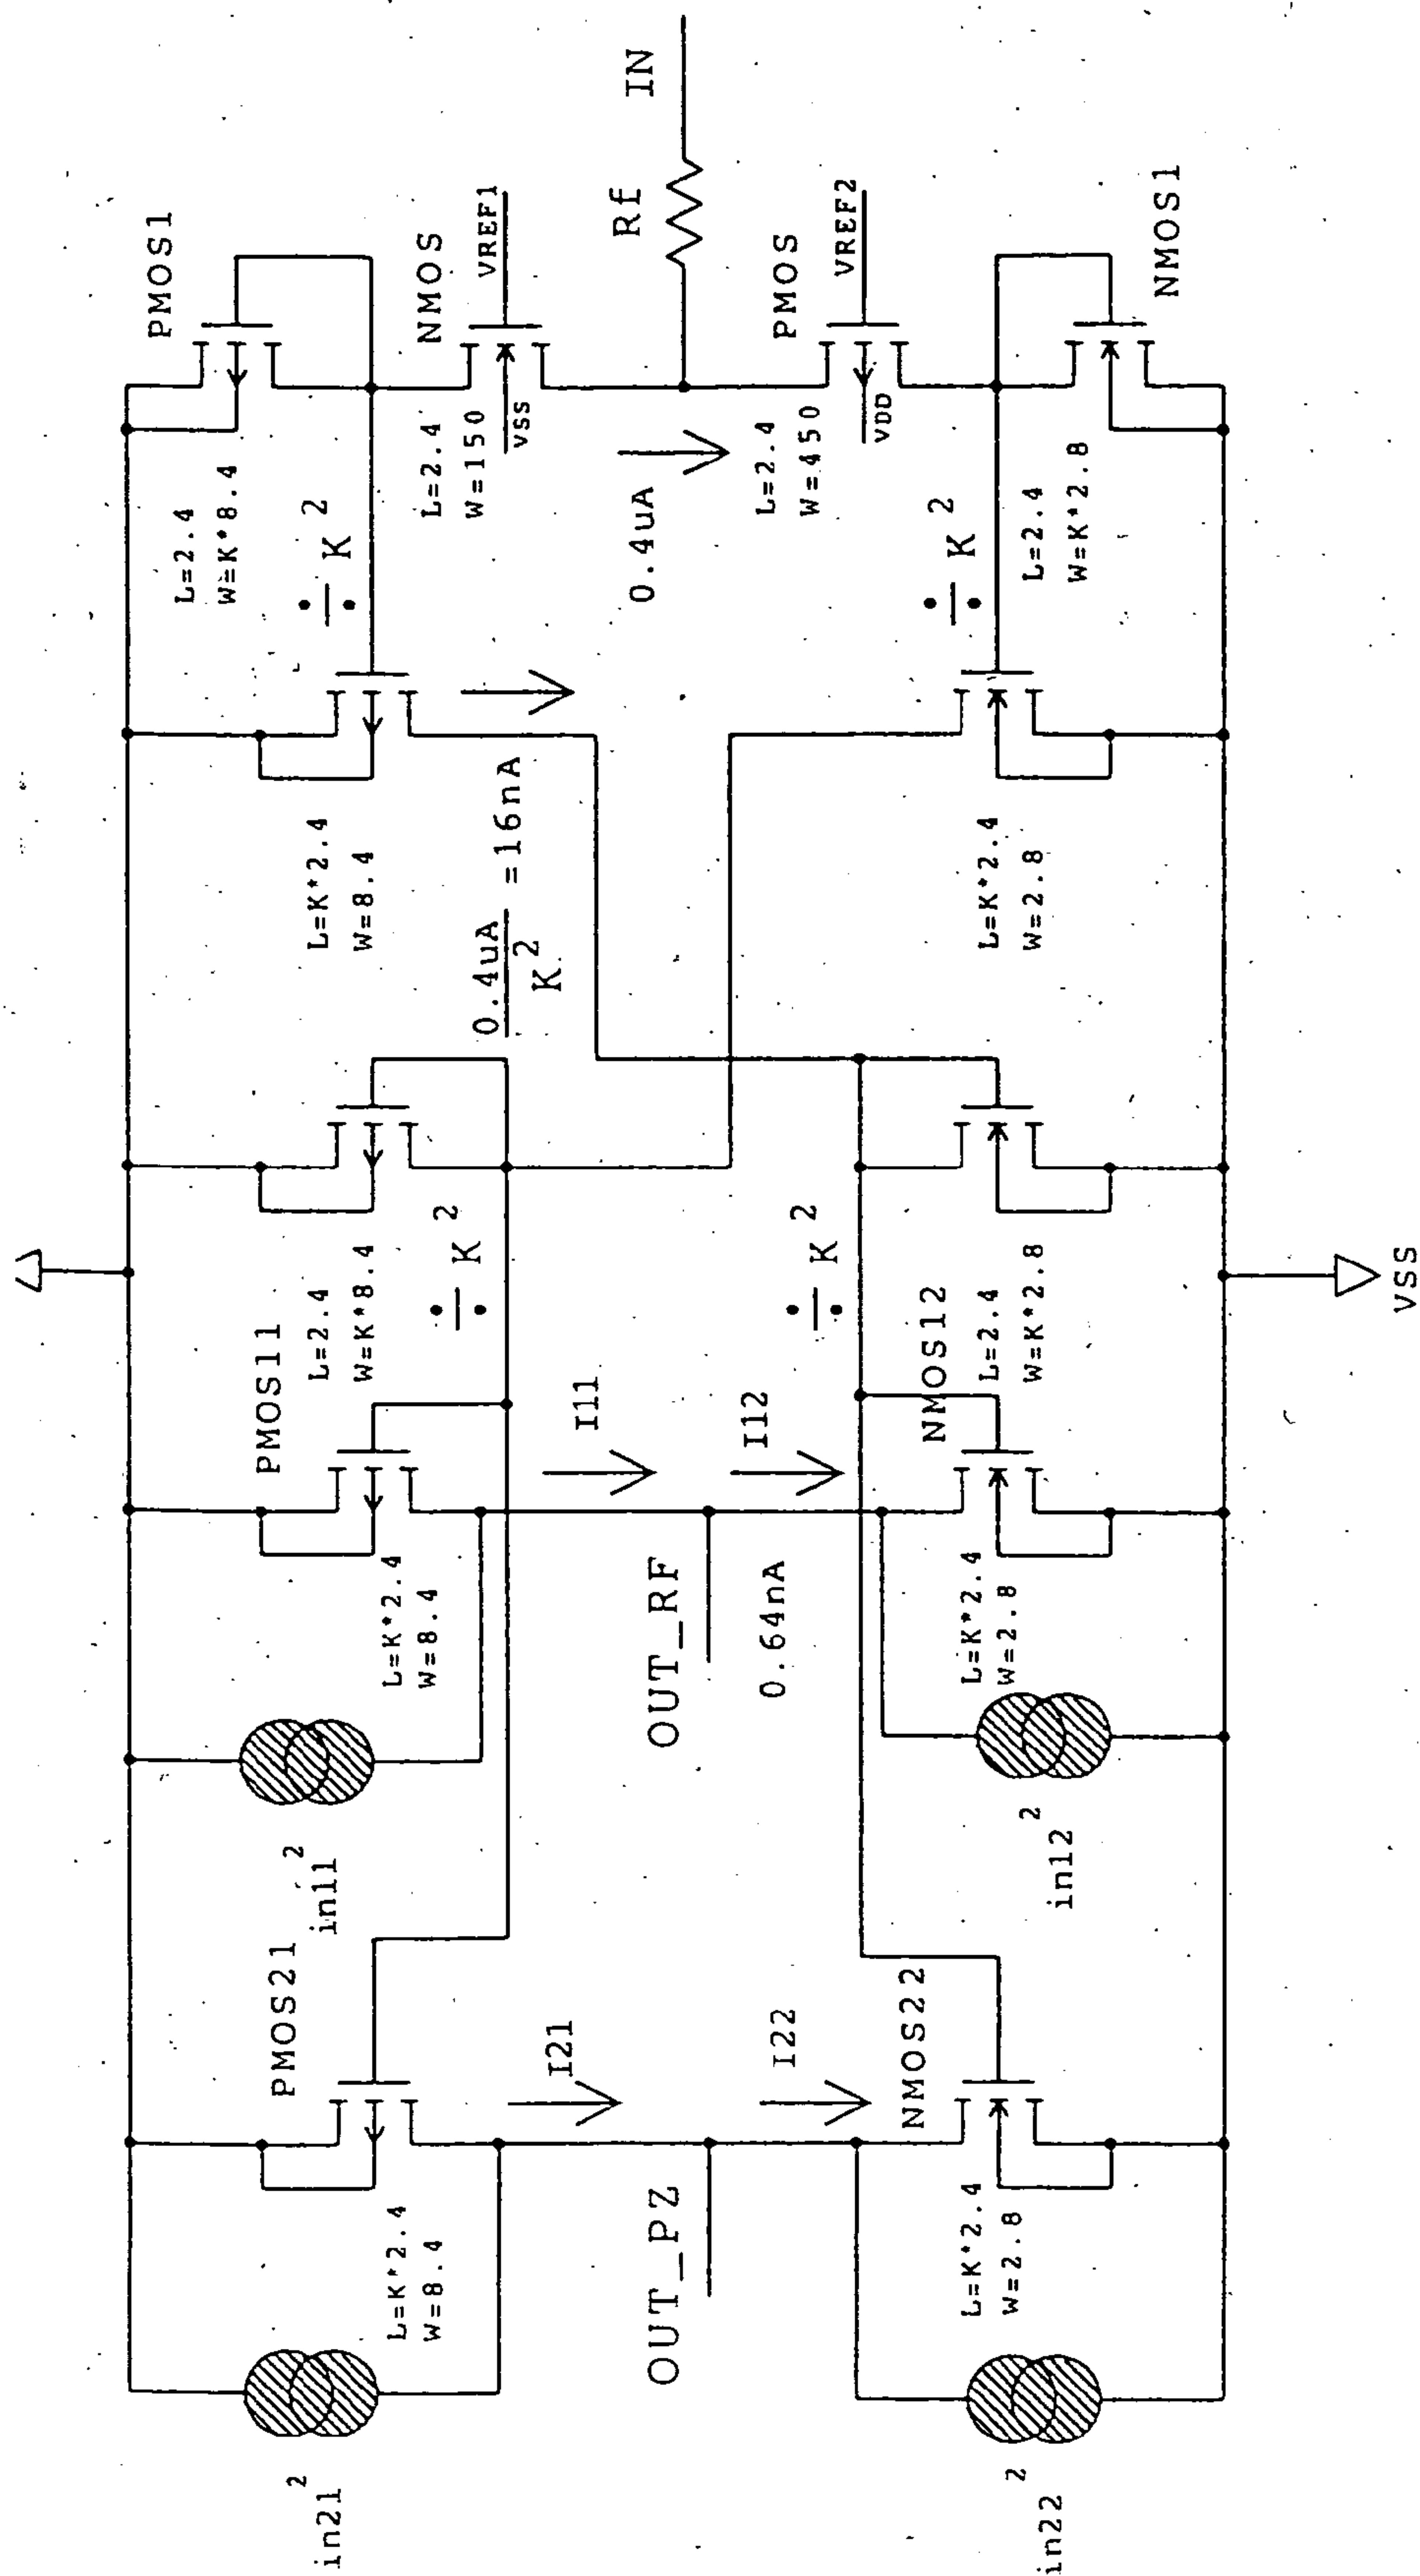 IN
Rf
PMOS1
L=2.4
W=K*8.4
÷ K 2
NMOS
VREF1
VSS
L=2.4
W=150
0.4uA
PMOS
VREF2
VDD
L=2.4
W=450
÷ K 2
NMOS1
L=2.4
W=K*2.8
L=K*2.4
W=8.4
0.4uA
K 2
=16nA
L=K*2.4
W=2.8
L=2.4
W=K*8.4
÷ K 2
÷ K 2
L=2.4
W=K*2.8
VSS
PMOS11
L=K*2.4
W=8.4
I11
I12
NMOS12
L=K*2.4
W=2.8
OUT_RF
0.64nA
in11 2
in12 2
PMOS21
L=K*2.4
W=8.4
I21
I22
NMOS22
L=K*2.4
W=2.8
OUT_PZ
in21 2
in22 2